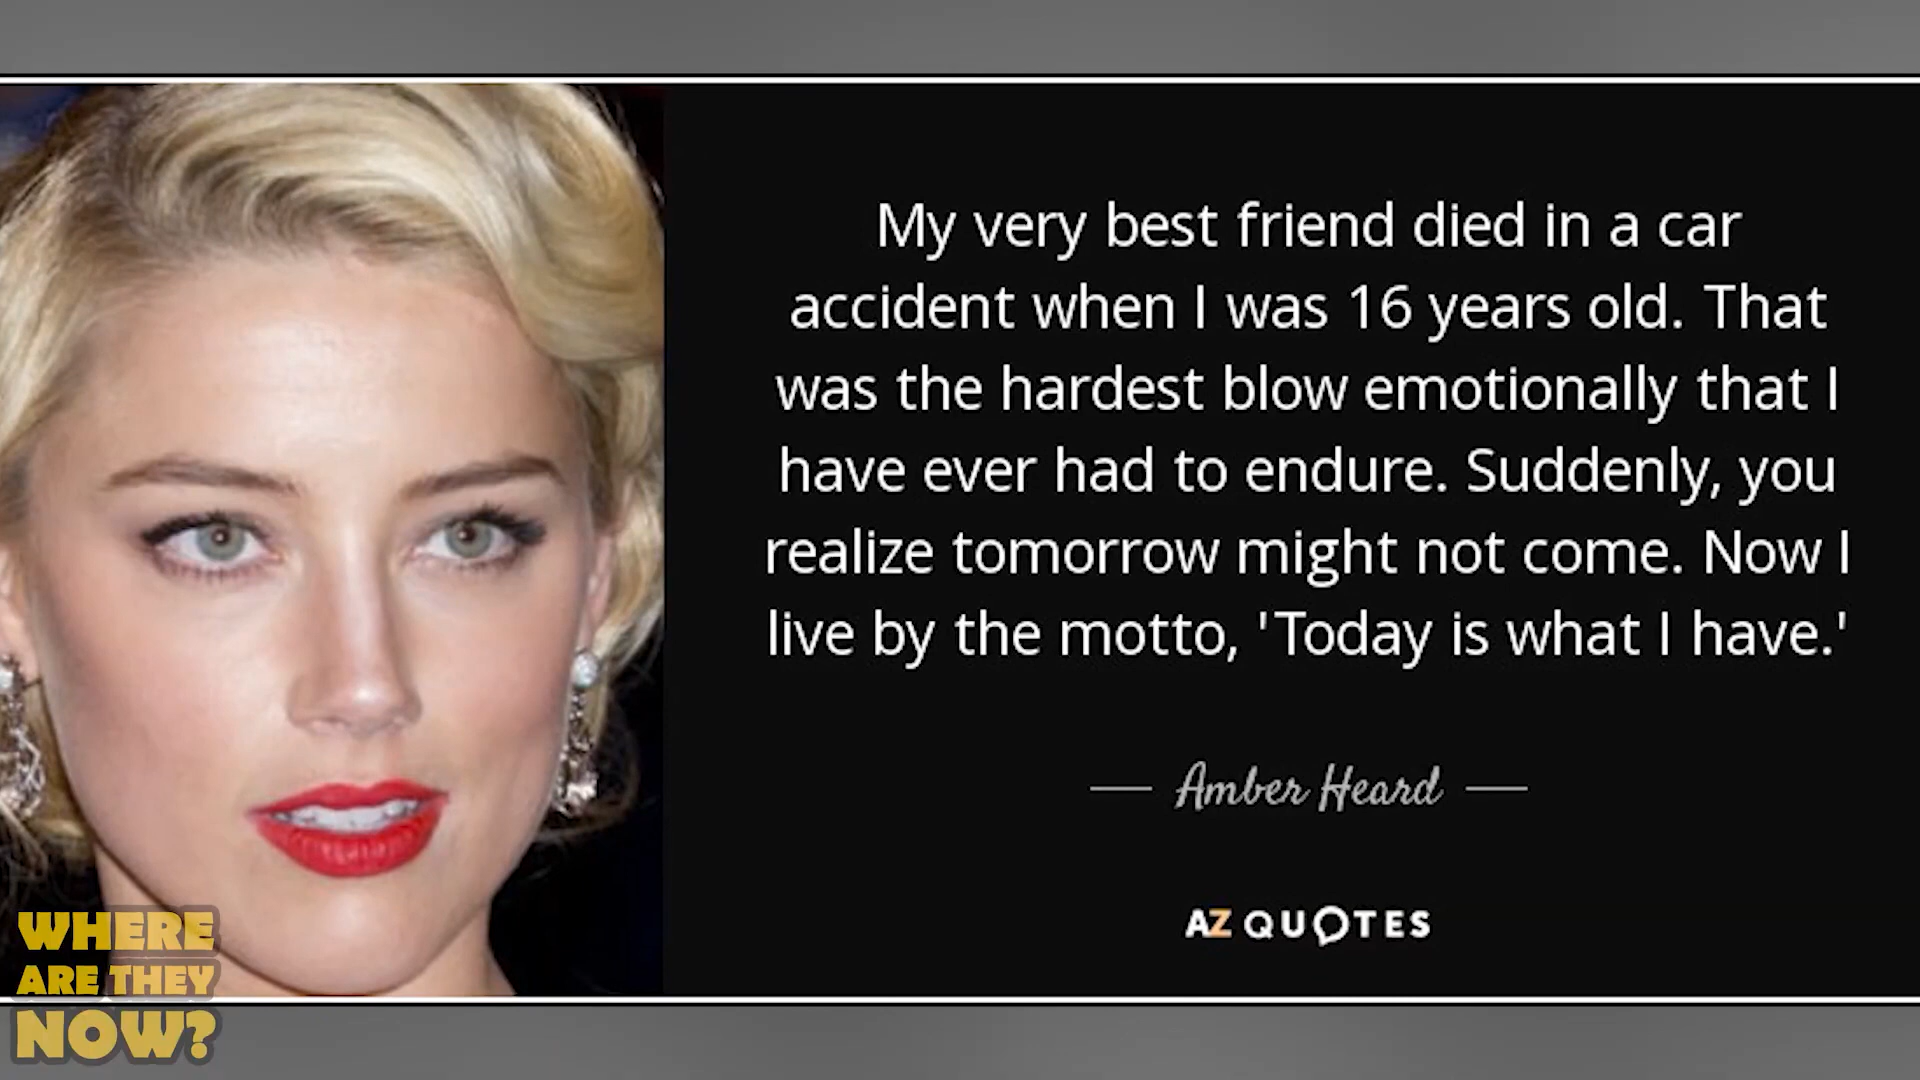 My very best friend died in a car
accident when I was 16 years old. That
was the hardest blow emotionally that I
have ever had to endure. Suddenly, you
realize tomorrow might not come. Now I
live by the motto, 'Today is what I have.'
Amber Heard
AZ QUOTES
WHERE
ARE THEY
NOW?